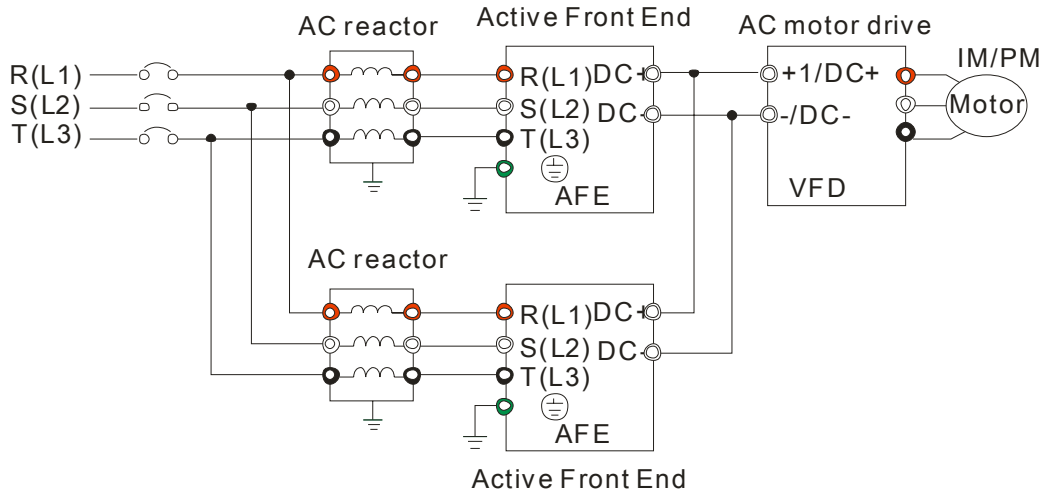 AC reactor
Active Front End
AC motor drive
R(L1)
S(L2)
T(L3)
R(L1) DC+
S(L2) DC-
T(L3)
AFE
+1/DC+
-/DC-
VFD
IM/PM
Motor
AC reactor
R(L1) DC+
S(L2) DC-
T(L3)
AFE
Active Front End